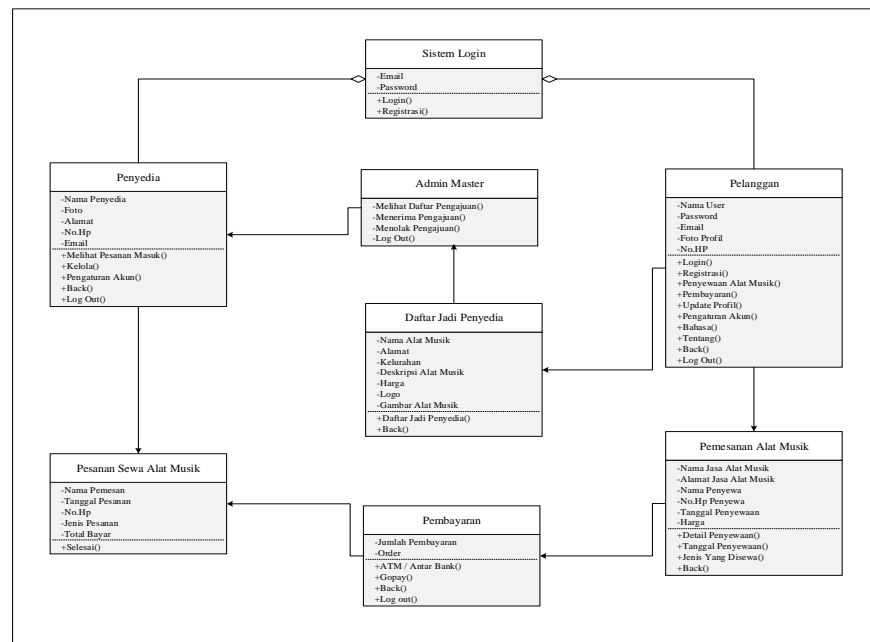 Sistem Login
-Email
-Password
+Login()
+Registrasi()
Penyedia
-Nama Penyedia
-Foto
-Alamat
-No.Hp
-Email
+Melihat Pesanan Masuk()
+Kelola()
+Pengaturan Akun()
+Back()
+Log Out()
Admin Master
-Melihat Daftar Pengajuan()
-Menerima Pengajuan()
-Menolak Pengajuan()
-Log Out()
Pelanggan
-Nama User
-Password
-Email
-Foto Profil
-No.HP
+Login()
+Registrasi()
+Penyewaan Alat Musik()
+Pembayaran()
+Update Profil()
+Pengaturan Akun()
+Bahasa()
+Tentang()
+Back()
+Log Out()
Daftar Jadi Penyedia
-Nama Alat Musik
-Alamat
-Kelurahan
-Deskripsi Alat Musik
-Harga
-Logo
-Gambar Alat Musik
+Daftar Jadi Penyedia()
+Back()
Pesanan Sewa Alat Musik
-Nama Pemesan
-Tanggal Pesanan
-No.Hp
-Jenis Pesanan
-Total Bayar
+Selesai()
Pembayaran
-Jumlah Pembayaran
-Order
+ATM / Antar Bank()
+Gopay()
+Back()
+Log out()
Pemesanan Alat Musik
-Nama Jasa Alat Musik
-Alamat Jasa Alat Musik
-Nama Penyewa
-No.Hp Penyewa
-Tanggal Penyewaan
-Harga
+Detail Penyewaan()
+Tanggal Penyewaan()
+Jenis Yang Disewa()
+Back()